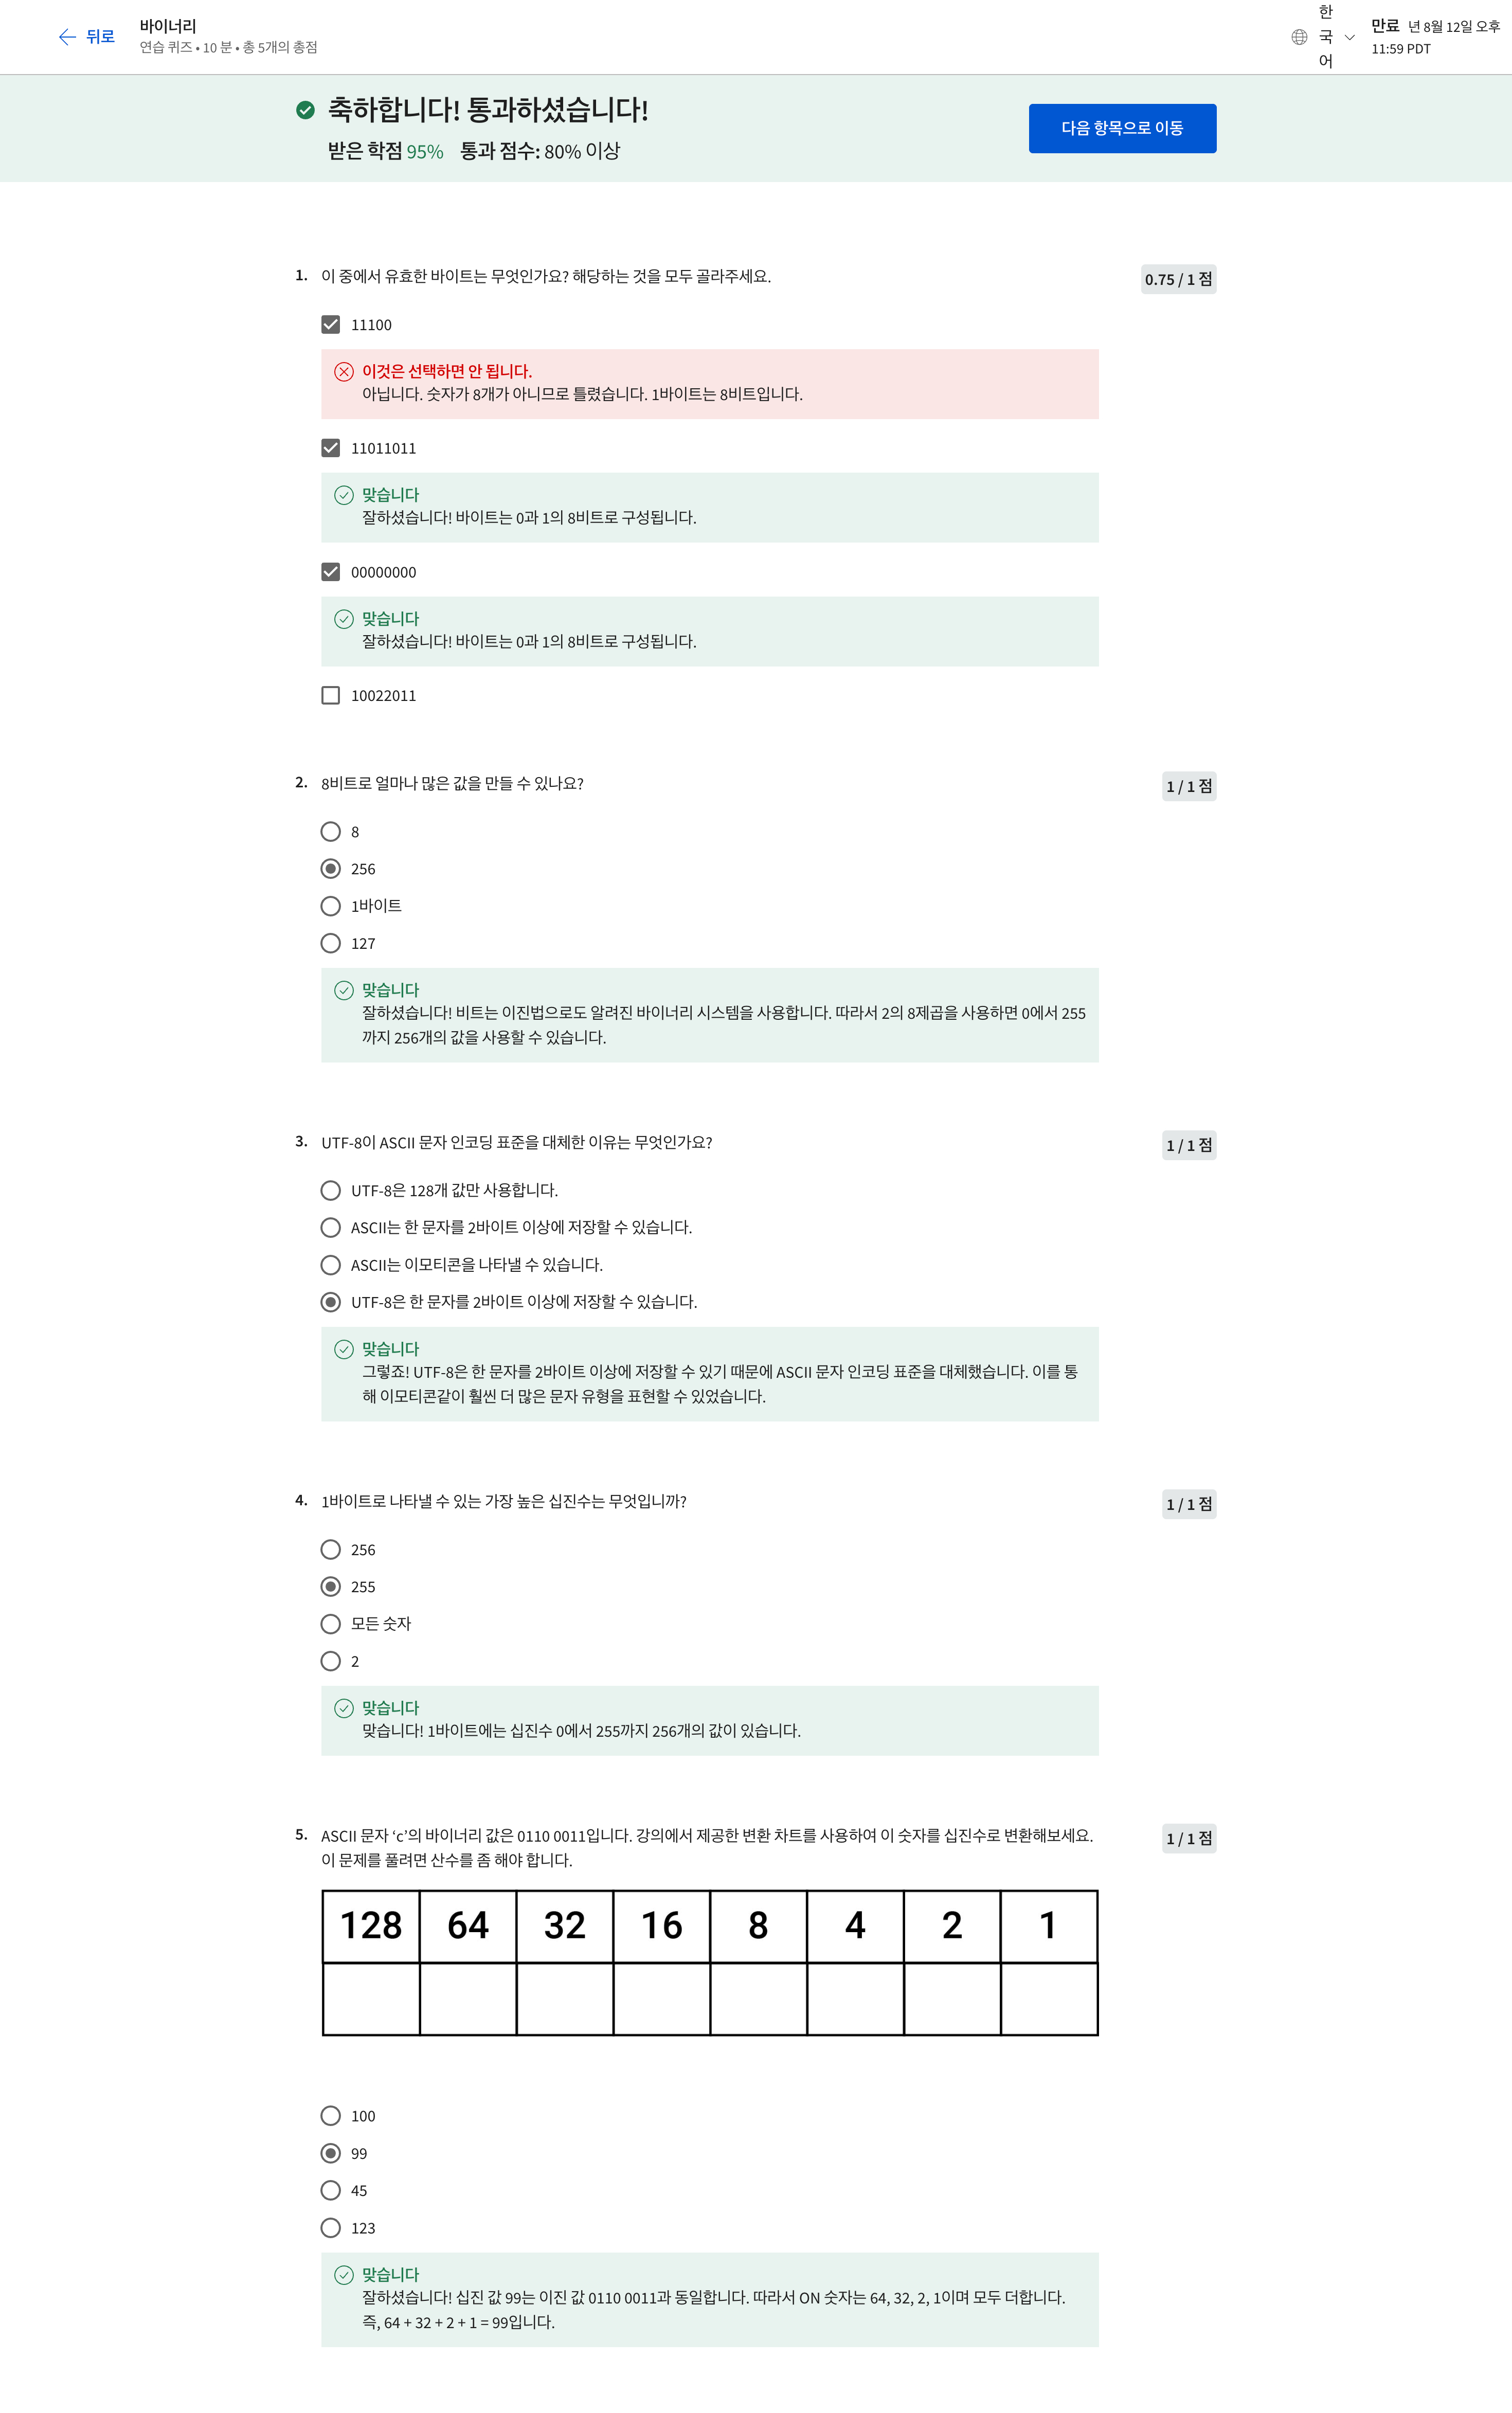 뒤로
바이너리
연습 퀴즈 • 10 분 • 총 5개의 총점
한
국
어
만료 년 8월 12일 오후
11:59 PDT
축하합니다! 통과하셨습니다!
받은 학점 95% 통과 점수: 80% 이상
다음 항목으로 이동
1. 이 중에서 유효한 바이트는 무엇인가요? 해당하는 것을 모두 골라주세요.
0.75 / 1 점
11100
이것은 선택하면 안 됩니다.
아닙니다. 숫자가 8개가 아니므로 틀렸습니다. 1바이트는 8비트입니다.
11011011
맞습니다
잘하셨습니다! 바이트는 0과 1의 8비트로 구성됩니다.
00000000
맞습니다
잘하셨습니다! 바이트는 0과 1의 8비트로 구성됩니다.
10022011
2. 8비트로 얼마나 많은 값을 만들 수 있나요?
1 / 1 점
8
256
1바이트
127
맞습니다
잘하셨습니다! 비트는 이진법으로도 알려진 바이너리 시스템을 사용합니다. 따라서 2의 8제곱을 사용하면 0에서 255
까지 256개의 값을 사용할 수 있습니다.
3. UTF-8이 ASCII 문자 인코딩 표준을 대체한 이유는 무엇인가요?
1 / 1 점
UTF-8은 128개 값만 사용합니다.
ASCII는 한 문자를 2바이트 이상에 저장할 수 있습니다.
ASCII는 이모티콘을 나타낼 수 있습니다.
UTF-8은 한 문자를 2바이트 이상에 저장할 수 있습니다.
맞습니다
그렇죠! UTF-8은 한 문자를 2바이트 이상에 저장할 수 있기 때문에 ASCII 문자 인코딩 표준을 대체했습니다. 이를 통
해 이모티콘같이 훨씬 더 많은 문자 유형을 표현할 수 있었습니다.
4. 1바이트로 나타낼 수 있는 가장 높은 십진수는 무엇입니까?
1 / 1 점
256
255
모든 숫자
2
맞습니다
맞습니다! 1바이트에는 십진수 0에서 255까지 256개의 값이 있습니다.
5. ASCII 문자 ‘c’의 바이너리 값은 0110 0011입니다. 강의에서 제공한 변환 차트를 사용하여 이 숫자를 십진수로 변환해보세요.
이 문제를 풀려면 산수를 좀 해야 합니다.
1 / 1 점
128 64 32 16 8 4 2 1
100
99
45
123
맞습니다
잘하셨습니다! 십진 값 99는 이진 값 0110 0011과 동일합니다. 따라서 ON 숫자는 64, 32, 2, 1이며 모두 더합니다.
즉, 64 + 32 + 2 + 1 = 99입니다.